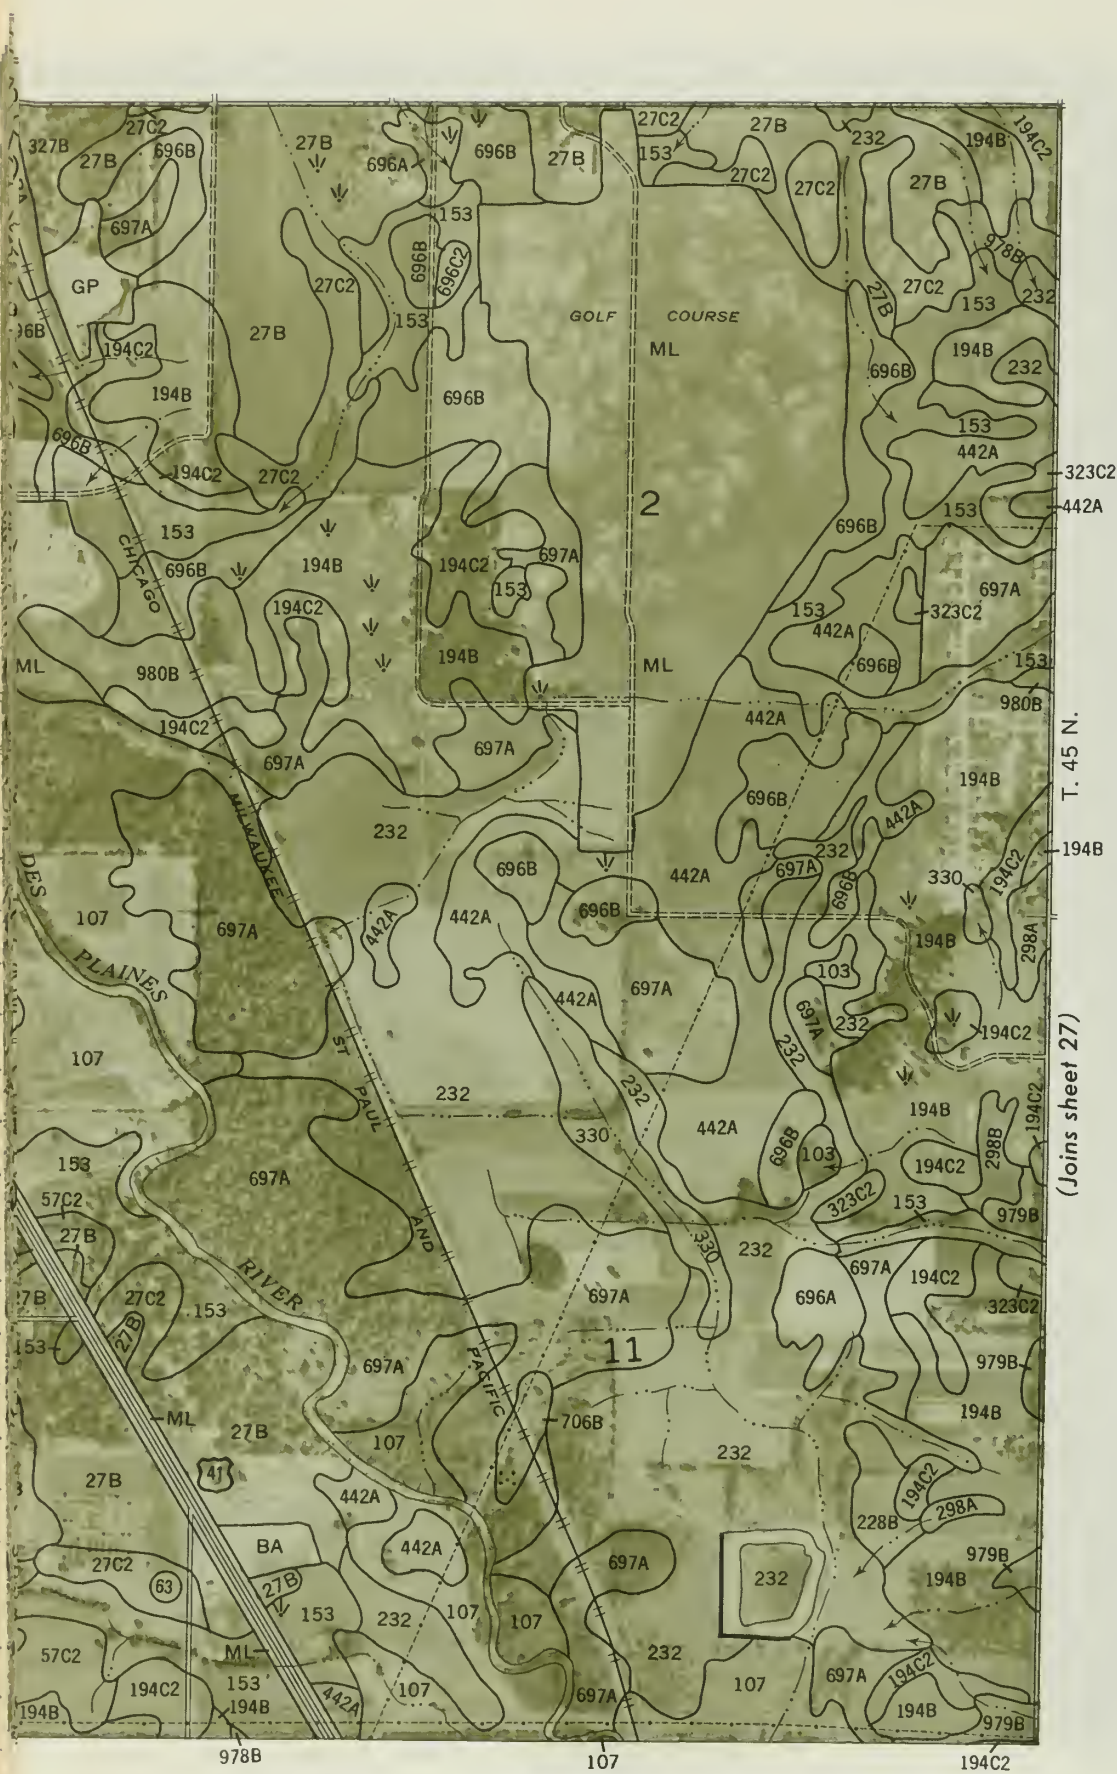 27C2
27C2
27B
194C2
327B
27B
696B
27B
232
194B
696A
696B
27B
153
27C2
27C2
27B
697A
153
978B
GP
27C2
696B
696C2
27C2
153
232
27B
GOLF COURSE
96B
27B
153
ML
194B
194C2
696B
232
194B
696B
153
696B
442A
194C2
27C2
323C2
2
442A
153
153
696B
CHICAGO
696B
194B
194C2
697A
697A
153
194C2
153
323C2
442A
696B
ML
980B
194B
ML
153
980B
194C2
442A
697A
697A
T. 45 N.
194B
696B
MILWAUKEE
232
442A
232
194B
DES
696B
697A
442A
330
194C2
107
696B
696B
697A
442A
442A
194B
298A
PLAINES
103
442A
697A
697A
232
194C2
107
ST
232
(Joins sheet 27)
232
232
PAUL
194B
194C2
330
442A
696B
103
298B
153
697A
194C2
57C2
AND
323C2
153
979B
27B
330
232
RIVER
697A
194C2
27B
27C2
153
697A
696A
323C2
27B
153
11
697A
PACIFIC
979B
ML
706B
194B
27B
107
232
27B
41
194C2
442A
298A
228B
BA
442A
697A
979B
27C2
63
27B
232
194B
153
232
107
107
57C2
ML
232
194C2
153
107
107
697A
194C2
194B
194B
442A
697A
194B
979B
978B
107
194C2